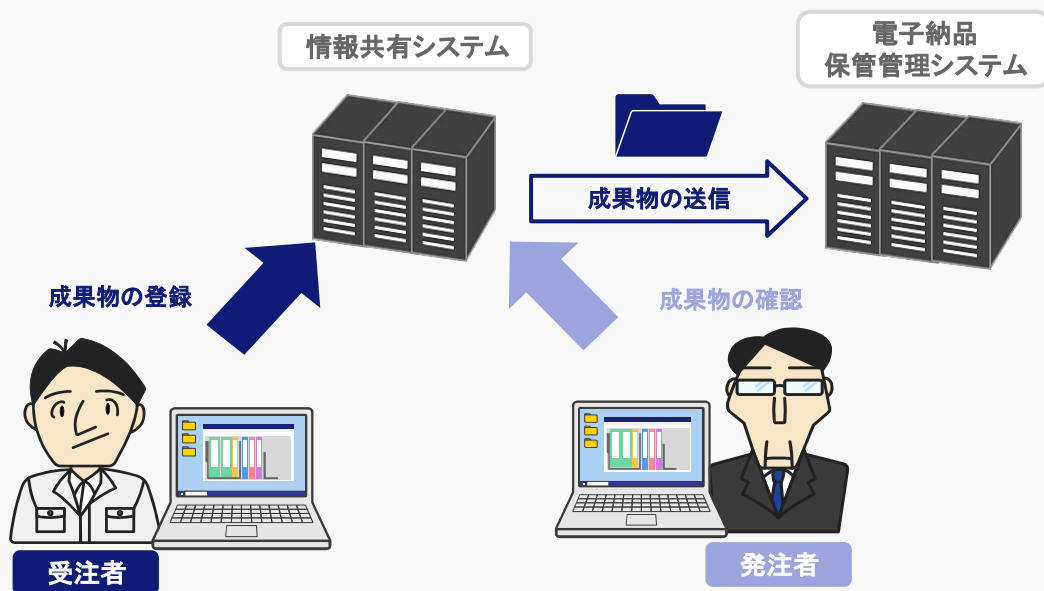 情報共有システム
電子納品
保管管理システム
成果物の送信
成果物の登録
成果物の確認
受注者
発注者